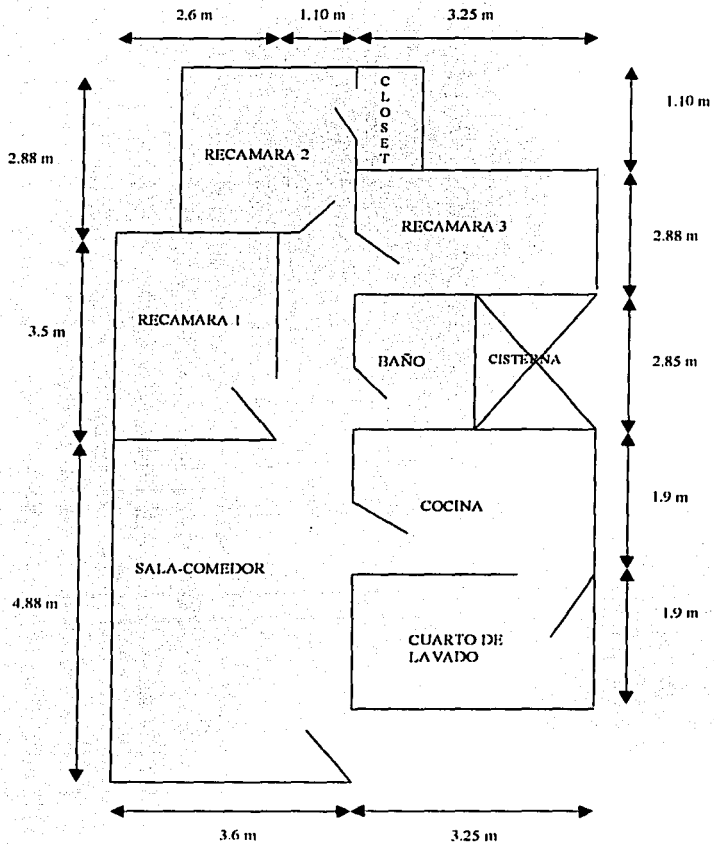 2.6 m
1.10 m
3.25 m
CLOSET
1.10 m
2.88 m
RECAMARA 2
RECAMARA 3
2.88 m
3.5 m
RECAMARA 1
BAÑO
CISTERNA
2.85 m
COCINA
1.9 m
SALA-COMEDOR
4.88 m
CUARTO DE
LAVADO
1.9 m
3.6 m
3.25 m